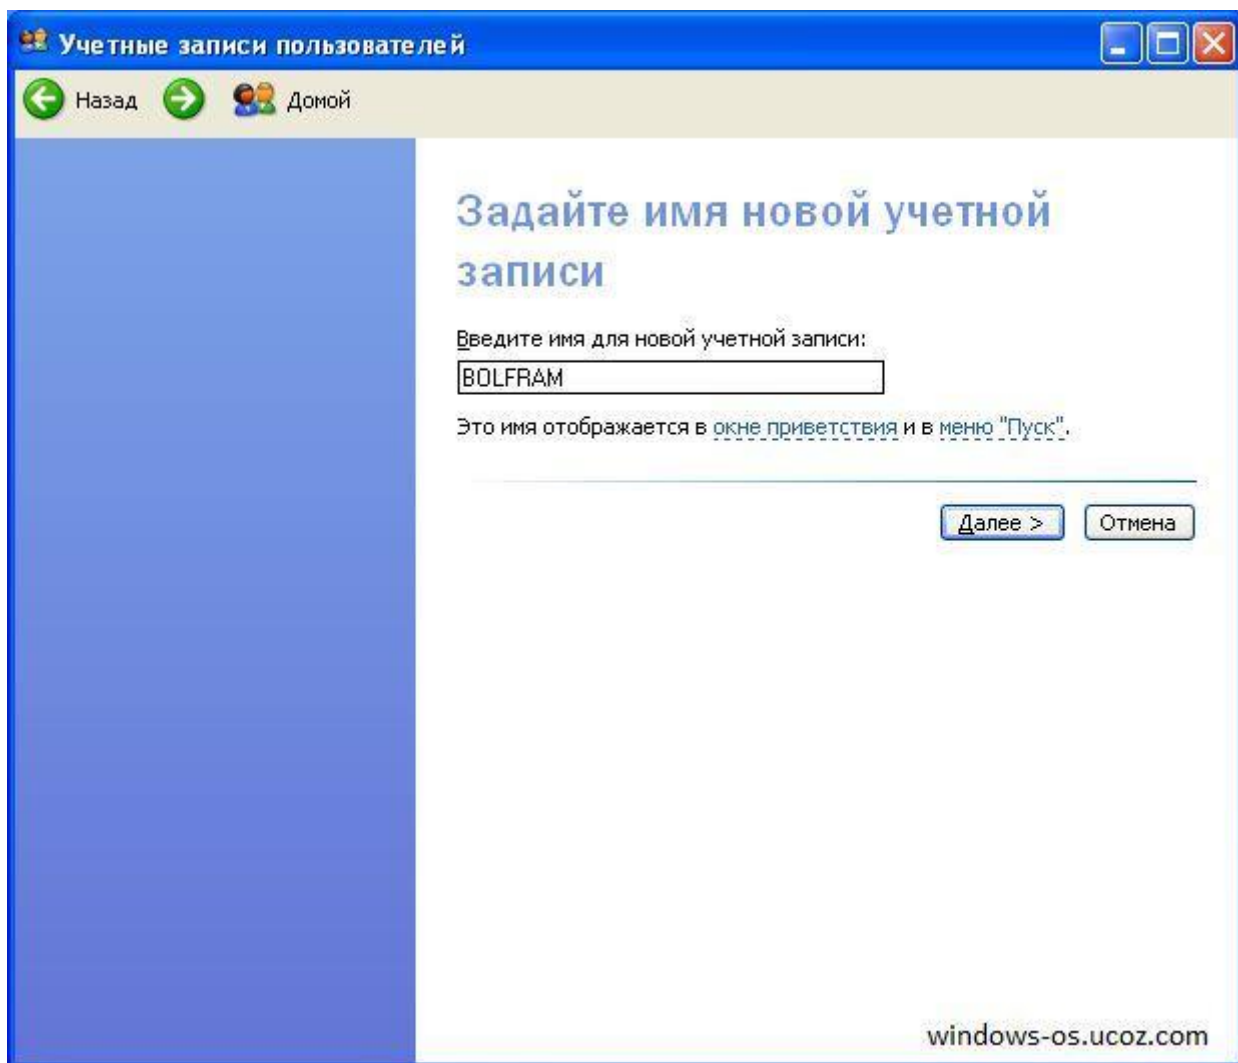 Учетные записи пользователей
Назад Домой
Задайте имя новой учетной
записи
Введите имя для новой учетной записи:
BOLFRAM
Это имя отображается в окне приветствия и в меню "Пуск".
Далее > Отмена
windows-os.ucoz.com